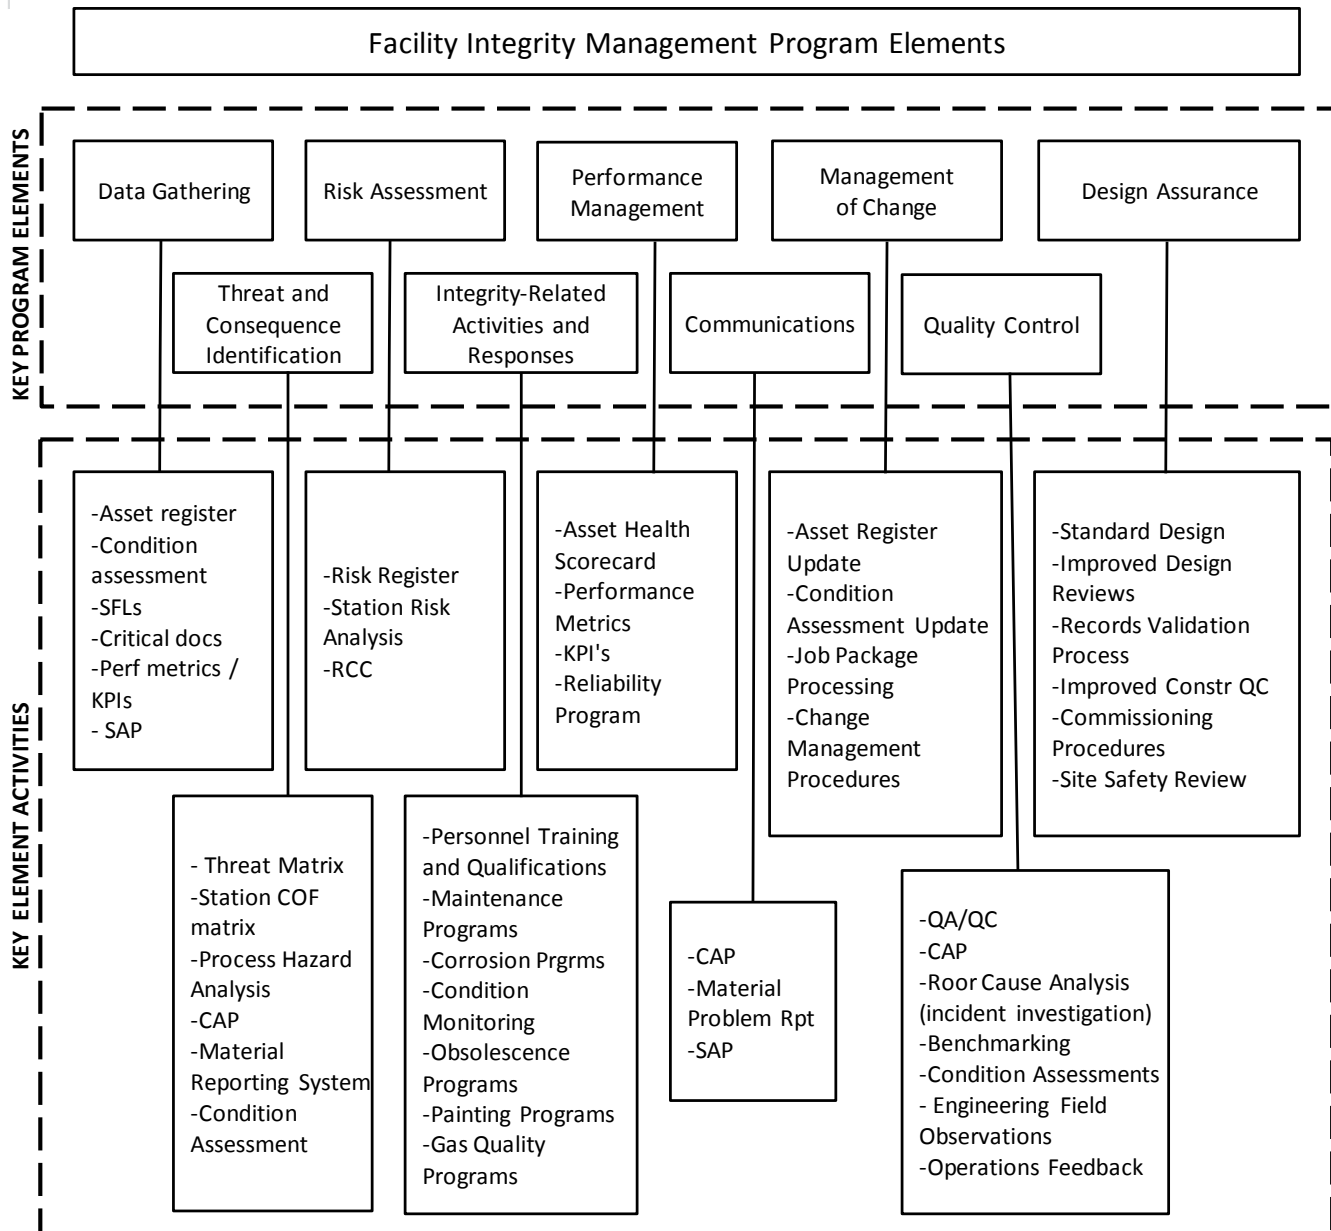 Facility Integrity Management Program Elements
KEY PROGRAM ELEMENTS
Data Gathering
Risk Assessment
Performance
Management
Management
of Change
Design Assurance
Threat and
Consequence
Identification
Integrity-Related
Activities and
Responses
Communications
Quality Control
KEY ELEMENT ACTIVITIES
-Asset register
-Condition
assessment
-SFLs
-Critical docs
-Perf metrics /
KPIs
- SAP
-Risk Register
-Station Risk
Analysis
-RCC
-Asset Health
Scorecard
-Performance
Metrics
-KPI's
-Reliability
Program
-Asset Register
Update
-Condition
Assessment Update
-Job Package
Processing
-Change
Management
Procedures
-Standard Design
-Improved Design
Reviews
-Records Validation
Process
-Improved Constr QC
-Commissioning
Procedures
-Site Safety Review
- Threat Matrix
-Station COF
matrix
-Process Hazard
Analysis
-CAP
-Material
Reporting System
-Condition
Assessment
-Personnel Training
and Qualifications
-Maintenance
Programs
-Corrosion Prgrms
-Condition
Monitoring
-Obsolescence
Programs
-Painting Programs
-Gas Quality
Programs
-CAP
-Material
Problem Rpt
-SAP
-QA/QC
-CAP
-Roor Cause Analysis
(incident investigation)
-Benchmarking
-Condition Assessments
- Engineering Field
Observations
-Operations Feedback